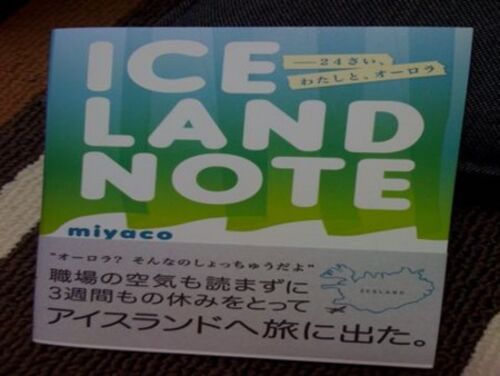 ICE
LAND
NOTE
——24さい、
わたしと、オーロラ
miyaco
"オーロラ? そんなのしょっちゅうだよ"
職場の空気も読まずに
3週間もの休みをとって
アイスランドへ旅に出た。
ICELAND